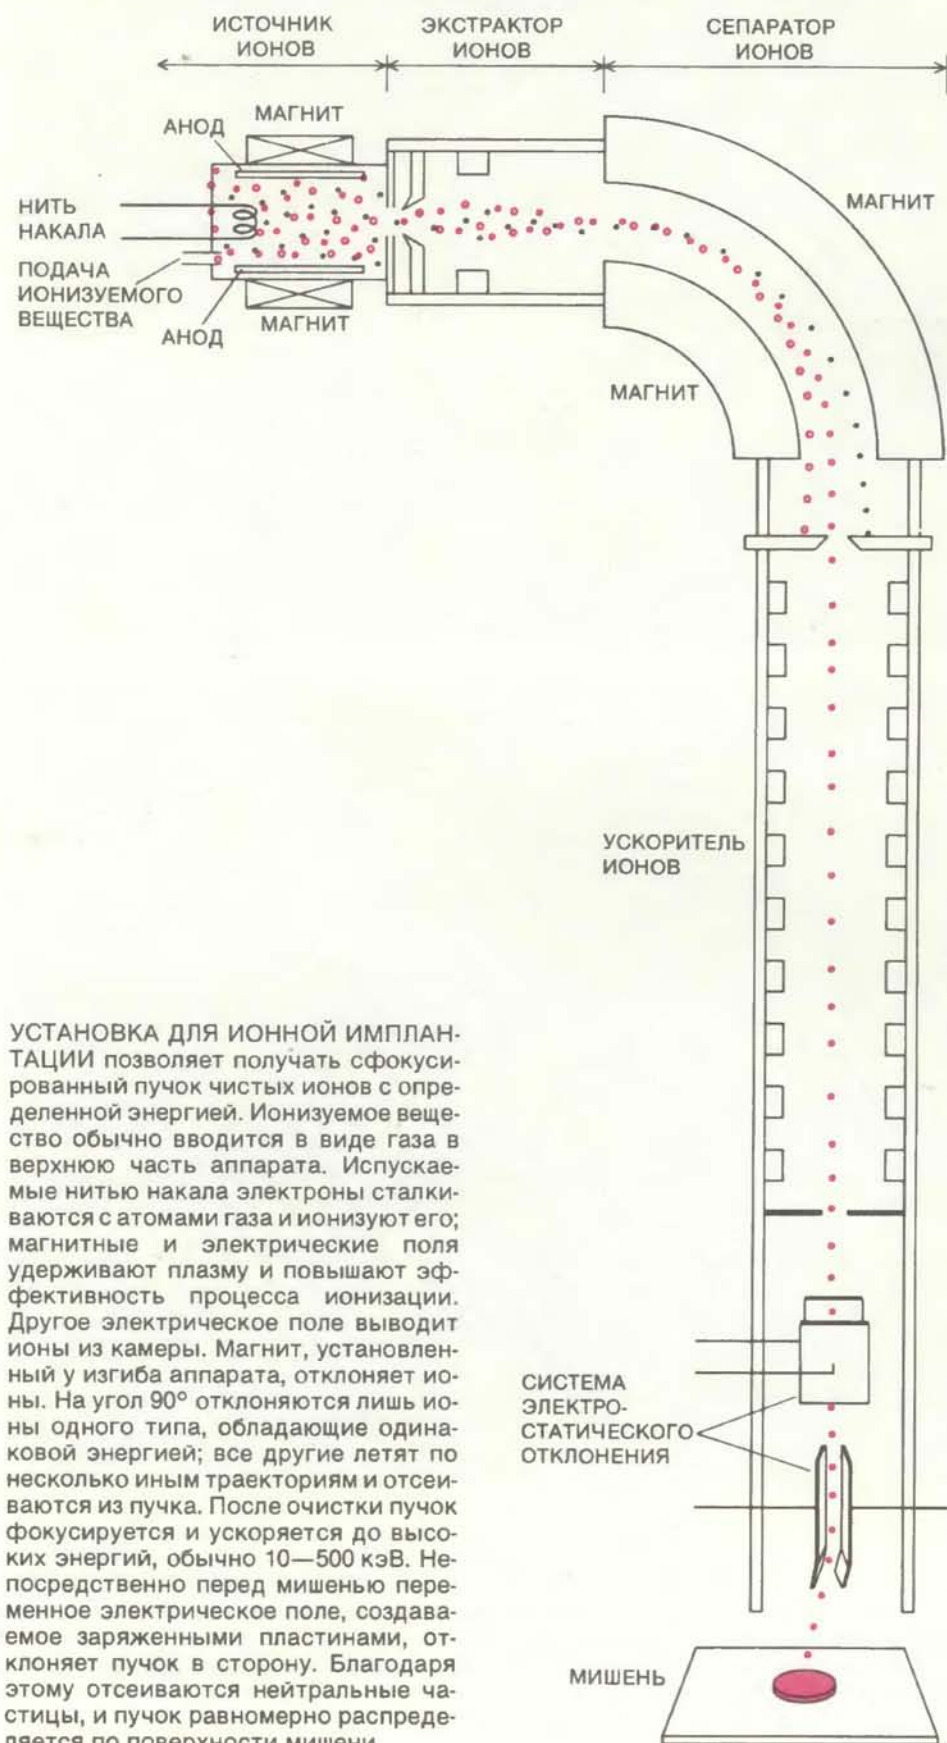 ИСТОЧНИК
ИОНОВ
ЭКСТРАКТОР
ИОНОВ
СЕПАРАТОР
ИОНОВ
МАГНИТ
АНОД
НИТЬ
НАКАЛА
МАГНИТ
ПОДАЧА
ИОНИЗУЕМОГО
ВЕЩЕСТВА
МАГНИТ
АНОД
МАГНИТ
УСКОРИТЕЛЬ
ИОНОВ
УСТАНОВКА ДЛЯ ИОННОЙ ИМПЛАН-
ТАЦИИ позволяет получать сфокуси-
рованный пучок чистых ионов с опре-
деленной энергией. Ионизуемое веще-
ство обычно вводится в виде газа в
верхнюю часть аппарата. Испускае-
мые нитью накала электроны сталки-
ваются с атомами газа и ионизуют его;
магнитные и электрические поля
удерживают плазму и повышают эф-
фективность процесса ионизации.
Другое электрическое поле выводит
ионы из камеры. Магнит, установлен-
ный у изгиба аппарата, отклоняет ио-
ны. На угол 90° отклоняются лишь ио-
ны одного типа, обладающие одина-
ковой энергией; все другие летят по
несколько иным траекториям и отсеи-
ваются из пучка. После очистки пучок
фокусируется и ускоряется до высо-
ких энергий, обычно 10—500 кэВ. Не-
посредственно перед мишенью пере-
менное электрическое поле, создава-
емое заряженными пластинами, от-
клоняет пучок в сторону. Благодаря
этому отсеиваются нейтральные ча-
стицы, и пучок равномерно распреде-
ляется по поверхности мишени
СИСТЕМА
ЭЛЕКТРО-
СТАТИЧЕСКОГО
ОТКЛОНЕНИЯ
МИШЕНЬ